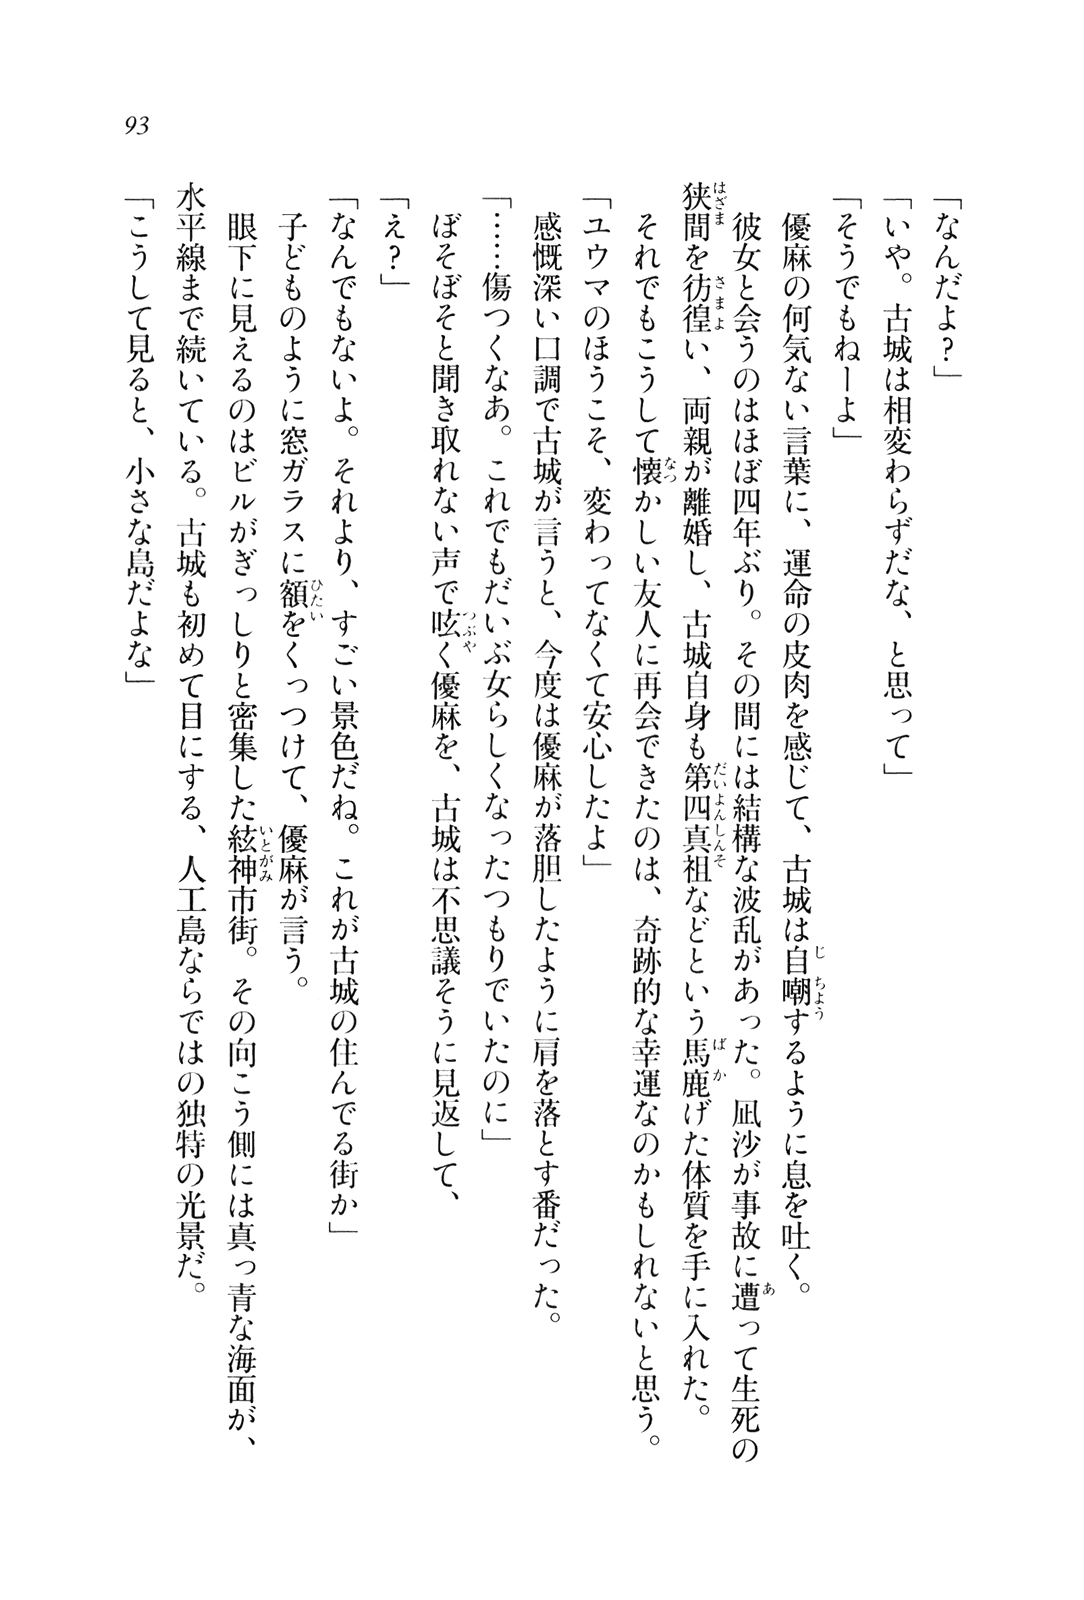 93
「なんだよ？」
「いや。古城は相変わらずだな、と思って」
「そうでもねーよ」
優麻の何気ない言葉に、運命の皮肉を感じて、古城は自嘲するように息を吐く。
彼女と会うのはほぼ四年ぶり。その間には結構な波乱があった。凪沙が事故に遭って生死の
狭間を彷徨い、両親が離婚し、古城自身も第四真祖などという馬鹿げた体質を手に入れた。
それでもこうして懐かしい友人に再会できたのは、奇跡的な幸運なのかもしれないと思う。
「ユウマのほうこそ、変わってなくて安心したよ」
感慨深い口調で古城が言うと、今度は優麻が落胆したように肩を落とす番だった。
「……傷つくなあ。これでもだいぶ女らしくなったつもりでいたのに」
ぼそぼそと聞き取れない声で呟く優麻を、古城は不思議そうに見返して、
「え？」
「なんでもないよ。それより、すごい景色だね。これが古城の住んでる街か」
子どものように窓ガラスに額をくっつけて、優麻が言う。
眼下に見えるのはビルがぎっしりと密集した絃神市街。その向こう側には真っ青な海面が、
水平線まで続いている。古城も初めて目にする、人工島ならではの独特の光景だ。
「こうして見ると、小さな島だよな」